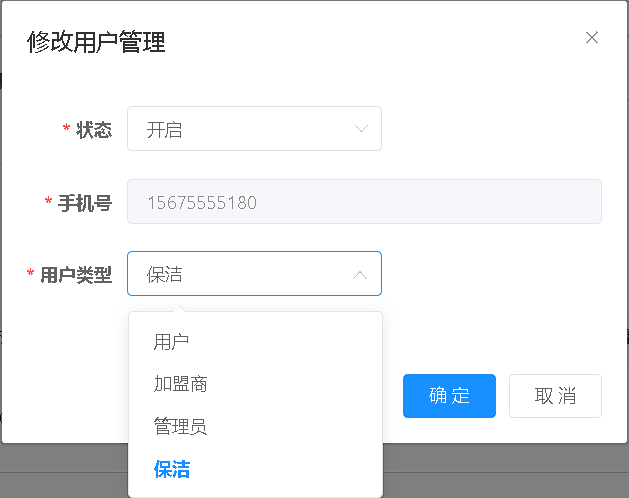 修改用户管理
* 状态 开启
* 手机号 15675555180
* 用户类型 保洁
用户
加盟商
管理员
保洁
确定 取消